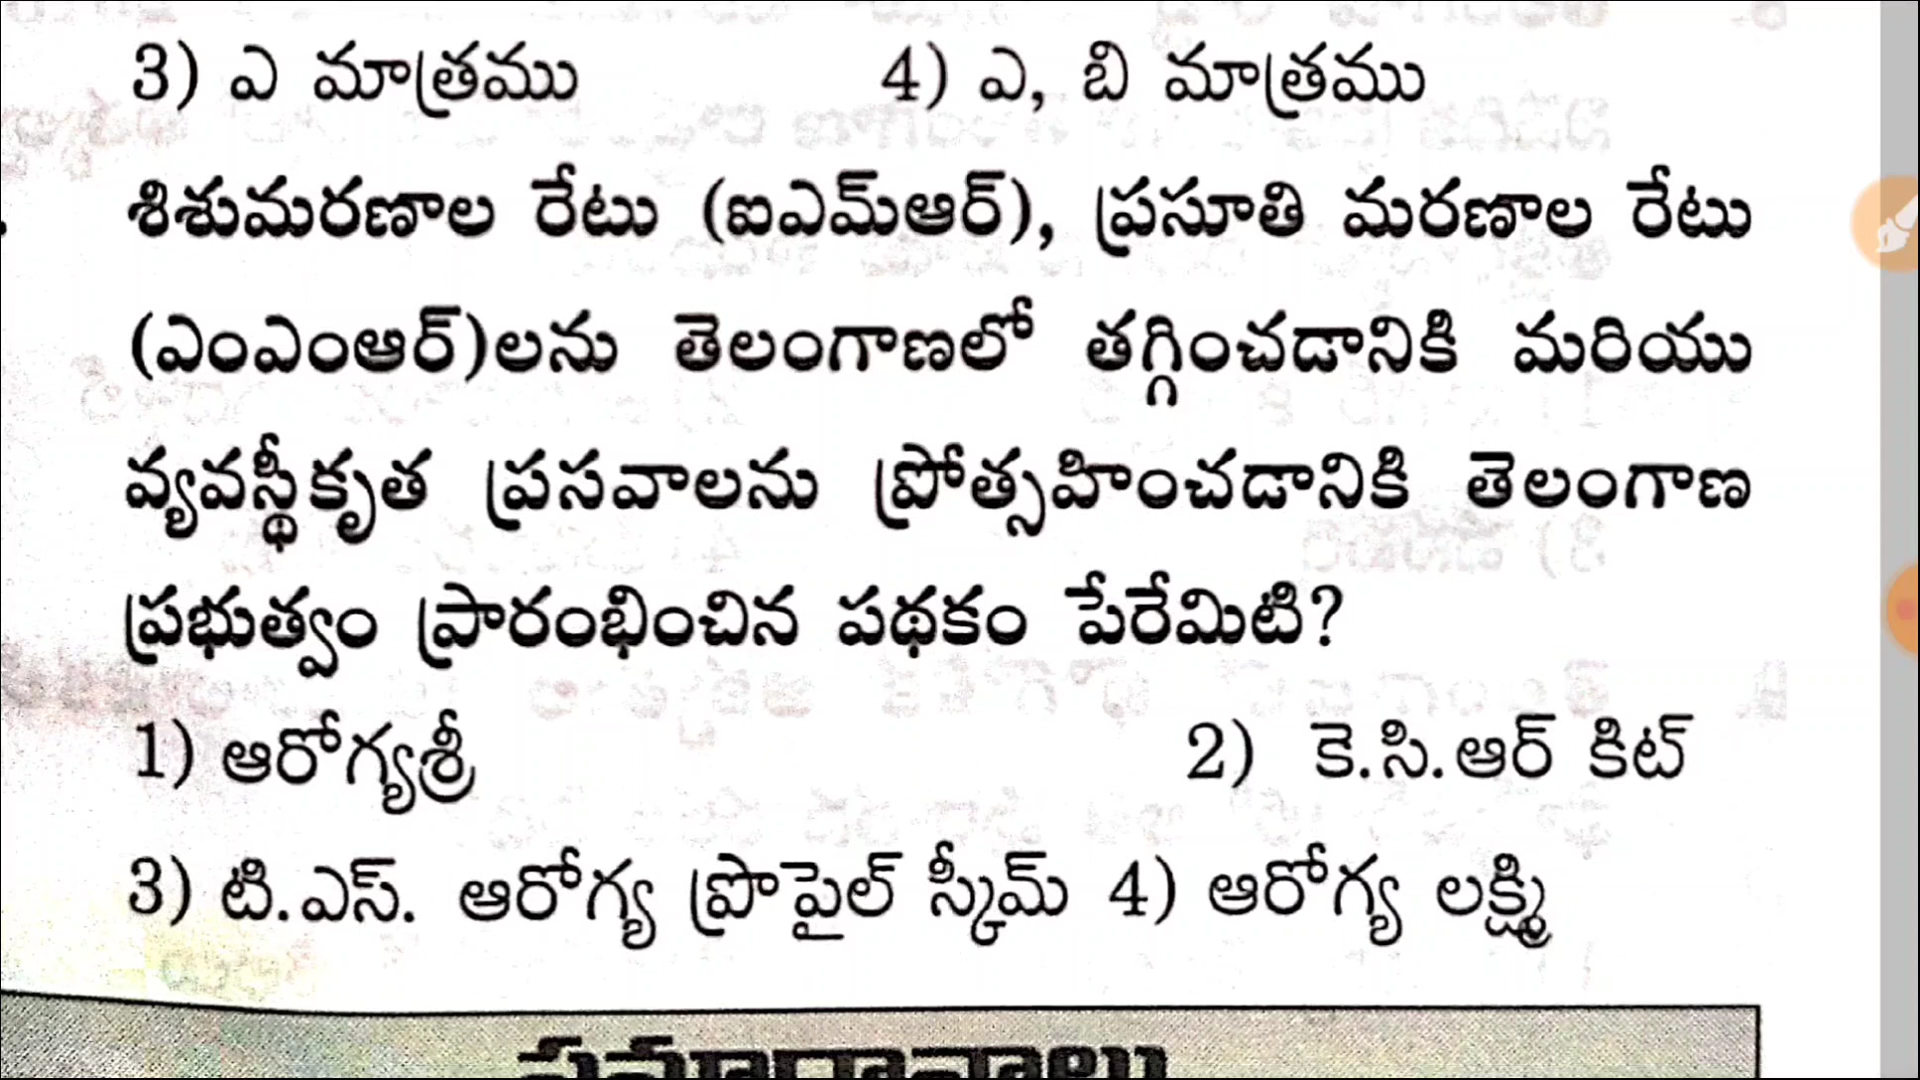 3) ఎ మాత్రము 4) ఎ, బి మాత్రము
శిశుమరణాల రేటు (ఐఎమ్ఆర్), ప్రసూతి మరణాల రేటు
(ఎంఎంఆర్)లను తెలంగాణలో తగ్గించడానికి మరియు
వ్యవస్థీకృత ప్రసవాలను ప్రోత్సహించడానికి తెలంగాణ
ప్రభుత్వం ప్రారంభించిన పథకం పేరేమిటి?
1) ఆరోగ్యశ్రీ 2) కె.సి.ఆర్ కిట్
3) టి.ఎస్. ఆరోగ్య ప్రొఫైల్ స్కీమ్ 4) ఆరోగ్య లక్ష్మి
సమాధానాలు